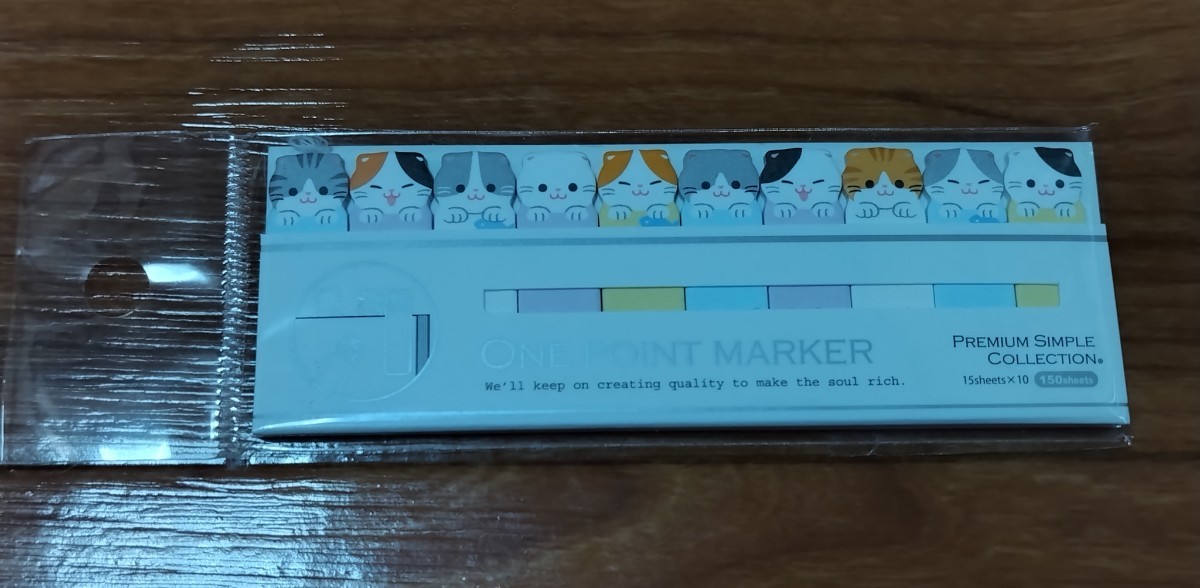 ONE POINT MARKER
We'll keep on creating quality to make the soul rich.
PREMIUM SIMPLE
COLLECTION®
15sheets×10 150sheets